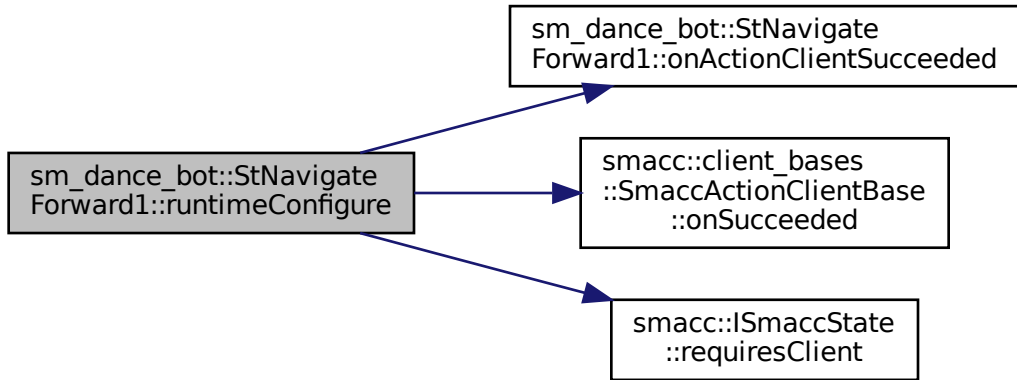 sm_dance_bot::StNavigate
Forward1::runtimeConfigure
sm_dance_bot::StNavigate
Forward1::onActionClientSucceeded
smacc::client_bases
::SmaccActionClientBase
::onSucceeded
smacc::ISmaccState
::requiresClient